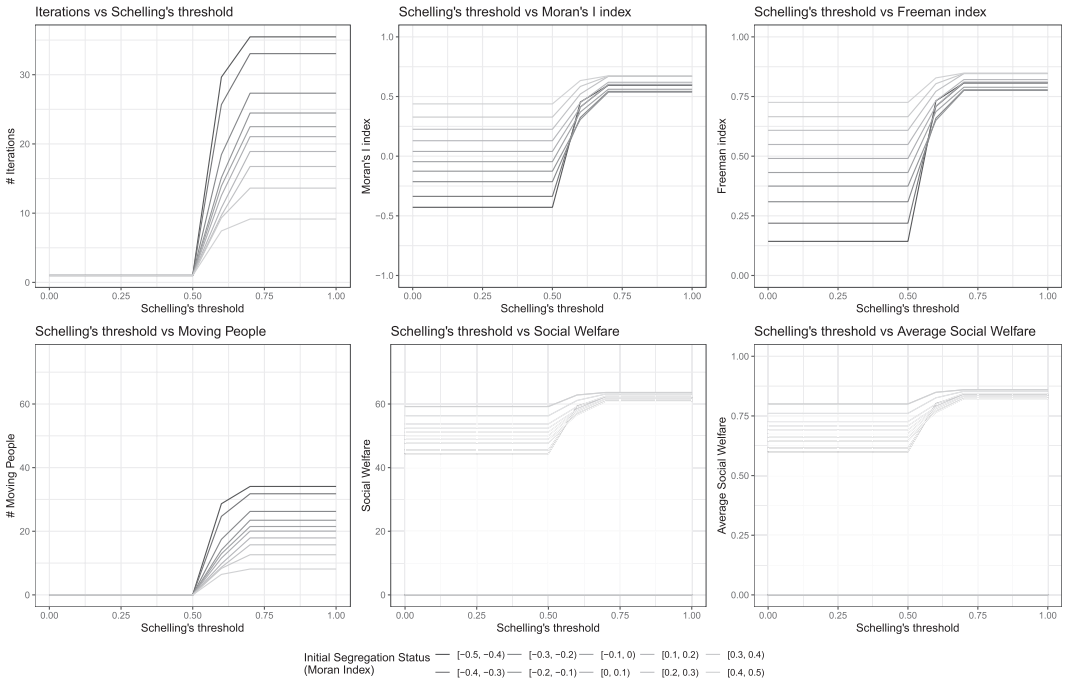 Iterations vs Schelling's threshold
# Iterations
30
20
10
0
0.00 0.25 0.50 0.75 1.00
Schelling's threshold
Schelling's threshold vs Moran's I index
Moran's I index
1.0
0.5
0.0
−0.5
−1.0
0.00 0.25 0.50 0.75 1.00
Schelling's threshold
Schelling's threshold vs Freeman index
Freeman index
1.00
0.75
0.50
0.25
0.00
0.00 0.25 0.50 0.75 1.00
Schelling's threshold
Schelling's threshold vs Moving People
# Moving People
60
40
20
0
0.00 0.25 0.50 0.75 1.00
Schelling's threshold
Schelling's threshold vs Social Welfare
Social Welfare
60
40
20
0
0.00 0.25 0.50 0.75 1.00
Schelling's threshold
Schelling's threshold vs Average Social Welfare
Average Social Welfare
1.00
0.75
0.50
0.25
0.00
0.00 0.25 0.50 0.75 1.00
Schelling's threshold
Initial Segregation Status
(Moran Index)
[−0.5, −0.4) [−0.3, −0.2) [−0.1, 0) [0.1, 0.2) [0.3, 0.4)
[−0.4, −0.3) [−0.2, −0.1) [0, 0.1) [0.2, 0.3) [0.4, 0.5)